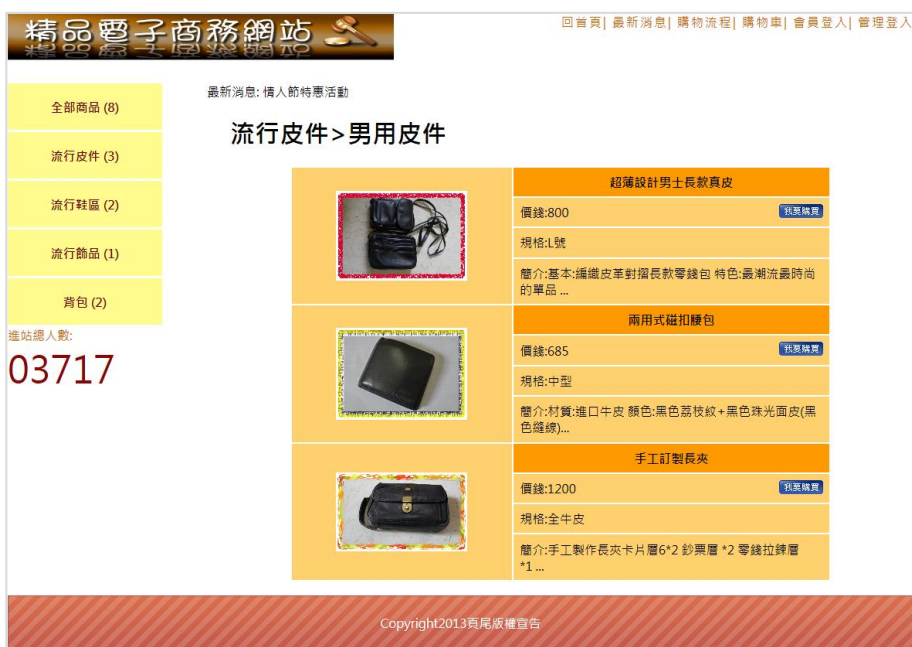 精品電子商務網站
回首頁| 最新消息| 購物流程| 購物車| 會員登入| 管理登入
全部商品 (8)
流行皮件 (3)
流行鞋區 (2)
流行飾品 (1)
背包 (2)
進站總人數:
03717
最新消息: 情人節特惠活動
流行皮件>男用皮件
超薄設計男士長款真皮
價錢:800
我要購買
規格:L號
簡介:基本:編織皮革對摺長款零錢包 特色:最潮流最時尚
的單品 ...
兩用式磁扣腰包
價錢:685
我要購買
規格:中型
簡介:材質:進口牛皮 顏色:黑色荔枝紋+黑色珠光面皮(黑
色縫線)...
手工訂製長夾
價錢:1200
我要購買
規格:全牛皮
簡介:手工製作長夾卡片層6*2 鈔票層 *2 零錢拉鍊層
*1 ...
Copyright2013頁尾版權宣告